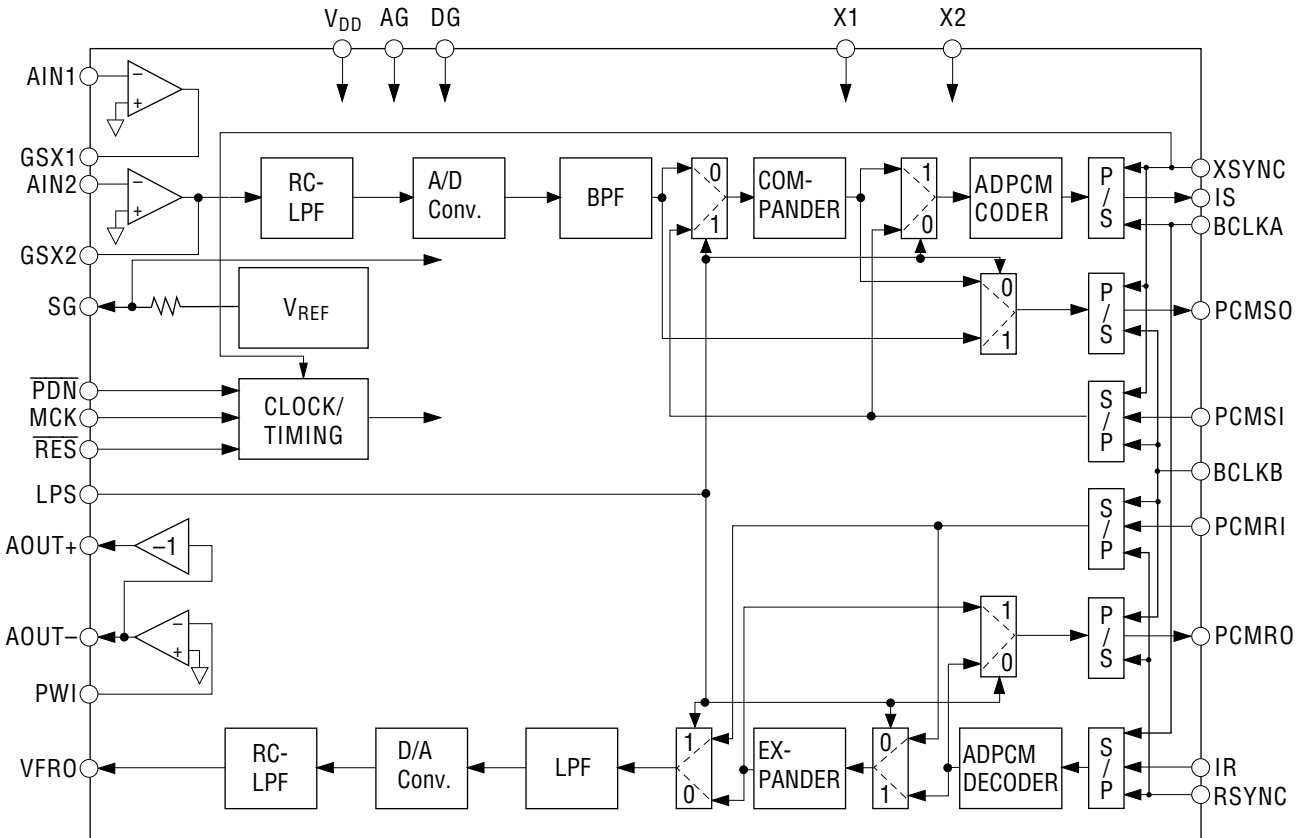 VDD AG DG X1 X2
AIN1
−
+
GSX1
AIN2
−
+
GSX2
RC-
LPF
A/D
Conv.
BPF
0
1
COM-
PANDER
1
0
ADPCM
CODER
P
/
S
XSYNC
IS
BCLKA
SG
VREF
0
1
P
/
S
PCMSO
PDN
MCK
RES
CLOCK/
TIMING
S
/
P
PCMSI
BCLKB
LPS
S
/
P
PCMRI
AOUT+
−1
AOUT−
−
+
PWI
1
0
P
/
S
PCMRO
VFRO
RC-
LPF
D/A
Conv.
LPF
1
0
EX-
PANDER
0
1
ADPCM
DECODER
S
/
P
IR
RSYNC